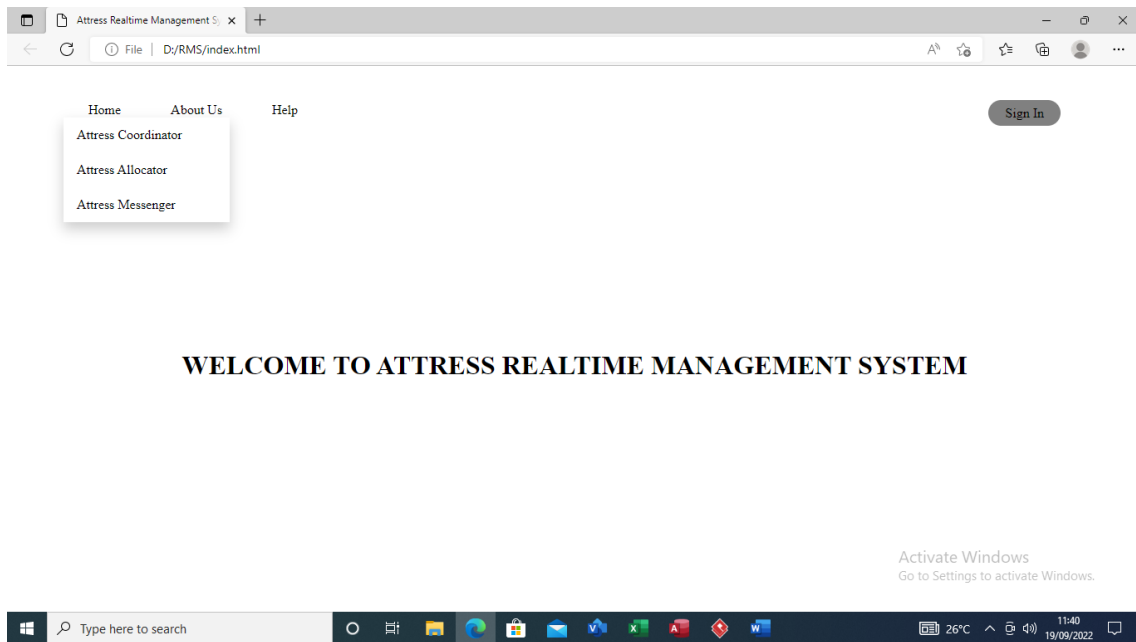 Attress Realtime Management Sy
File D:/RMS/index.html
Home About Us Help Sign In
Attress Coordinator
Attress Allocator
Attress Messenger
WELCOME TO ATTRESS REALTIME MANAGEMENT SYSTEM
Activate Windows
Go to Settings to activate Windows.
Type here to search
26°C
11:40
19/09/2022